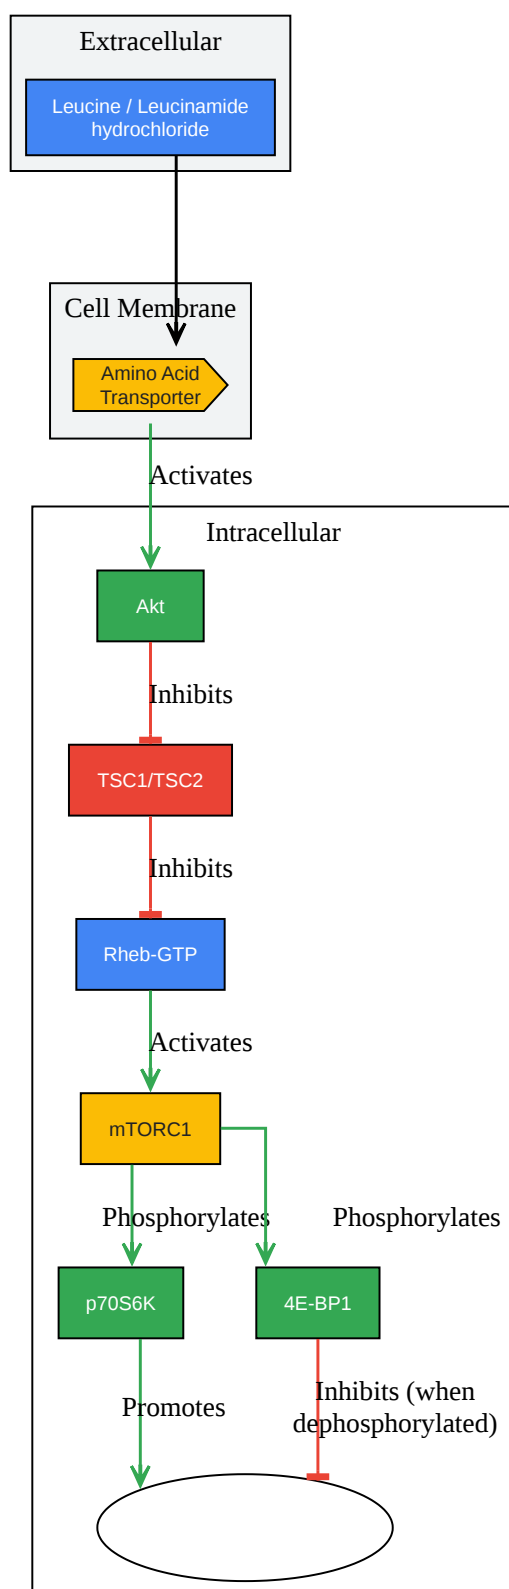 Extracellular
Leucine / Leucinamide
hydrochloride
Cell Membrane
Amino Acid
Transporter
Activates
Intracellular
Akt
Inhibits
TSC1/TSC2
Inhibits
Rheb-GTP
Activates
mTORC1
Phosphorylates
Phosphorylates
p70S6K
4E-BP1
Promotes
Inhibits (when
dephosphorylated)